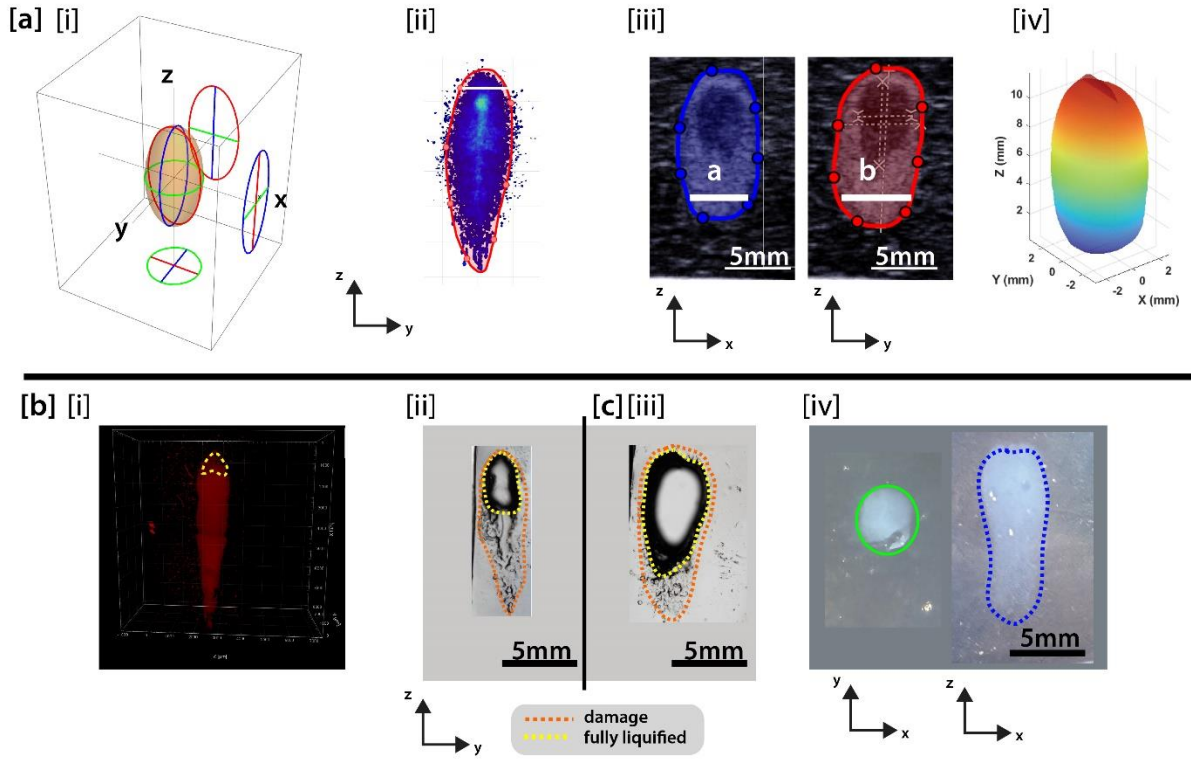 [a] [i] [ii] [iii] [iv]
z
x
y
a
b
5mm
5mm
z
y
z
x
z
y
Z (mm)
10
8
6
4
2
Y (mm)
2
0
-2
X (mm)
-2
0
2
[b] [i] [ii] [c] [iii] [iv]
5mm
5mm
5mm
z
y
y
x
z
x
damage
fully liquified